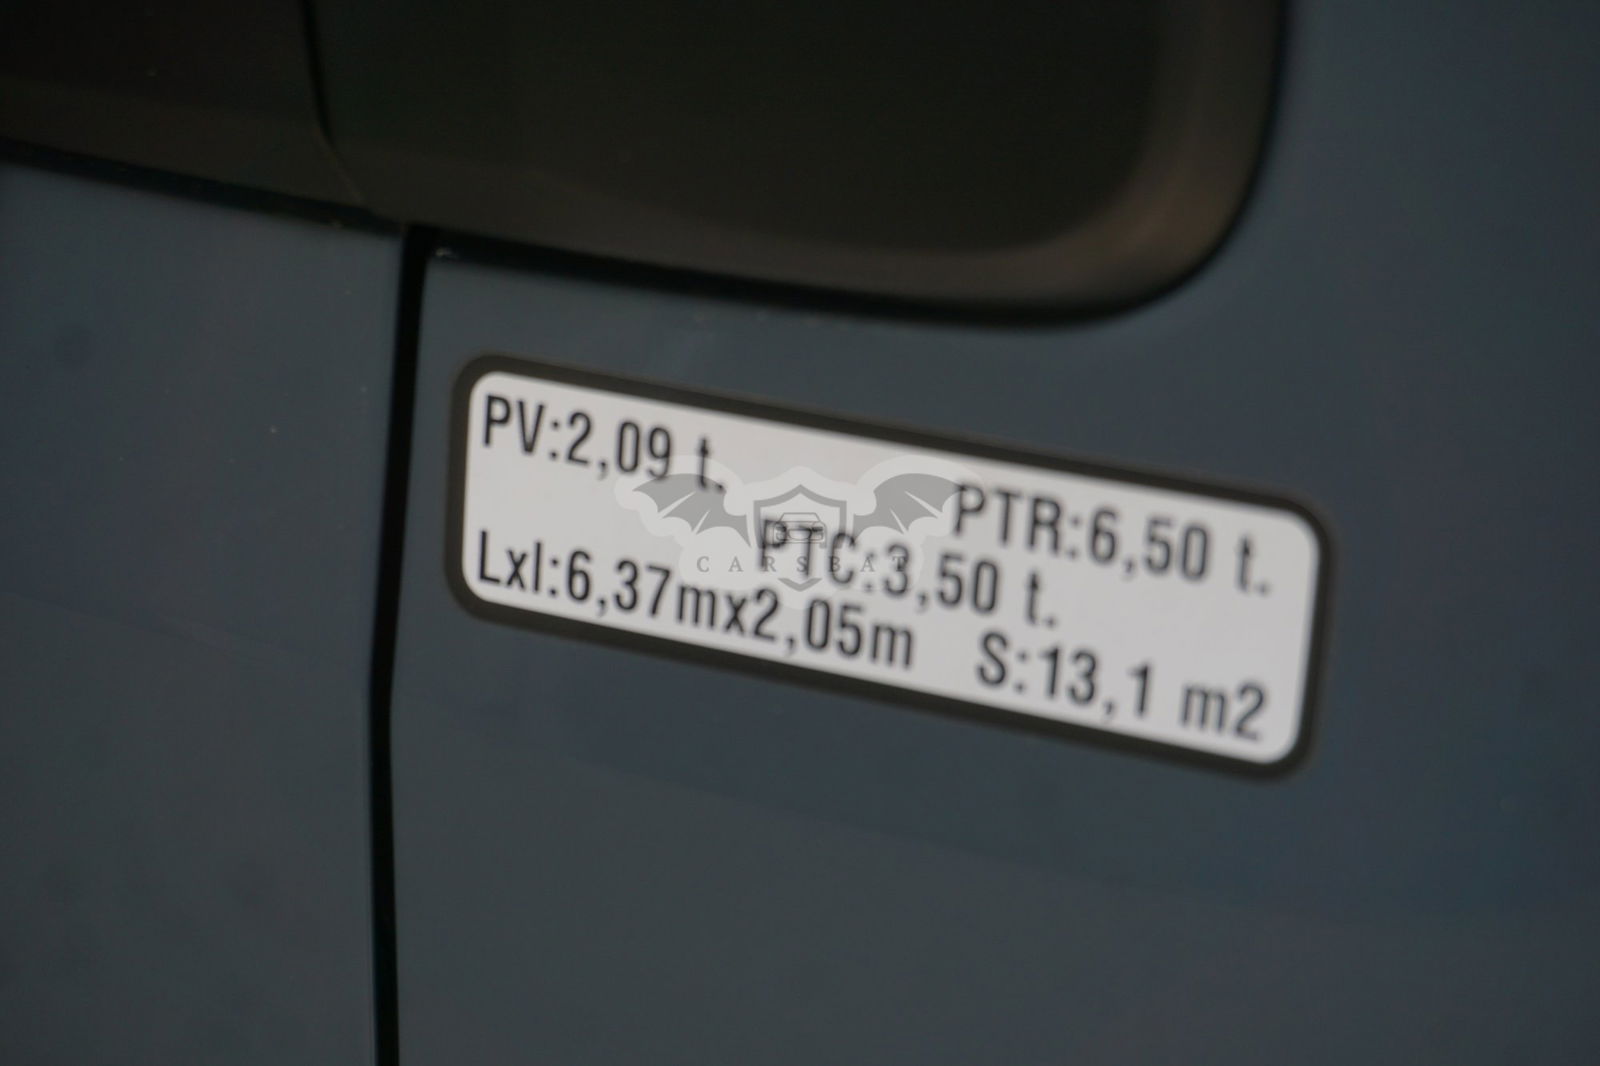 PV:2,09 t.
PTR:6,50 t.
PTC:3,50 t.
Lxl:6,37mx2,05m
S:13,1 m2
CARSBAT